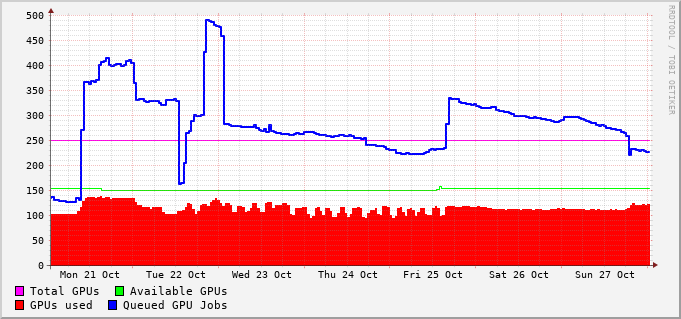 500
450
400
350
300
250
200
150
100
50
0
Mon 21 Oct Tue 22 Oct Wed 23 Oct Thu 24 Oct Fri 25 Oct Sat 26 Oct Sun 27 Oct
Total GPUs Available GPUs
GPUs used Queued GPU Jobs
RRDTOOL / TOBI OETIKER